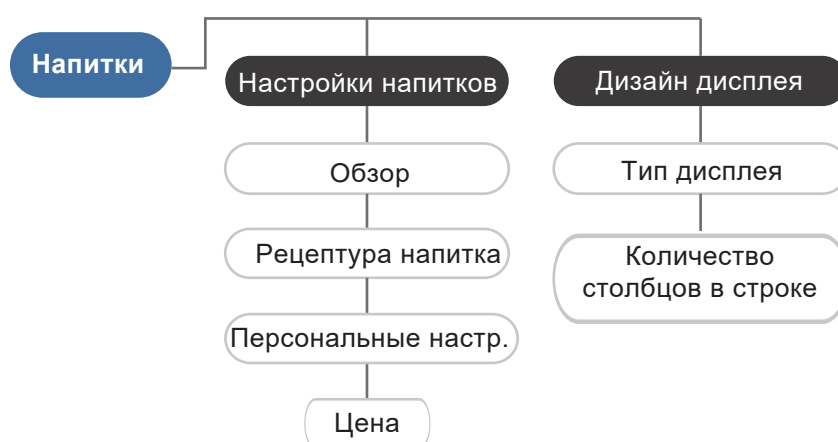 Напитки
Настройки напитков
Дизайн дисплея
Обзор
Тип дисплея
Рецептура напитка
Количество
столбцов в строке
Персональные настр.
Цена